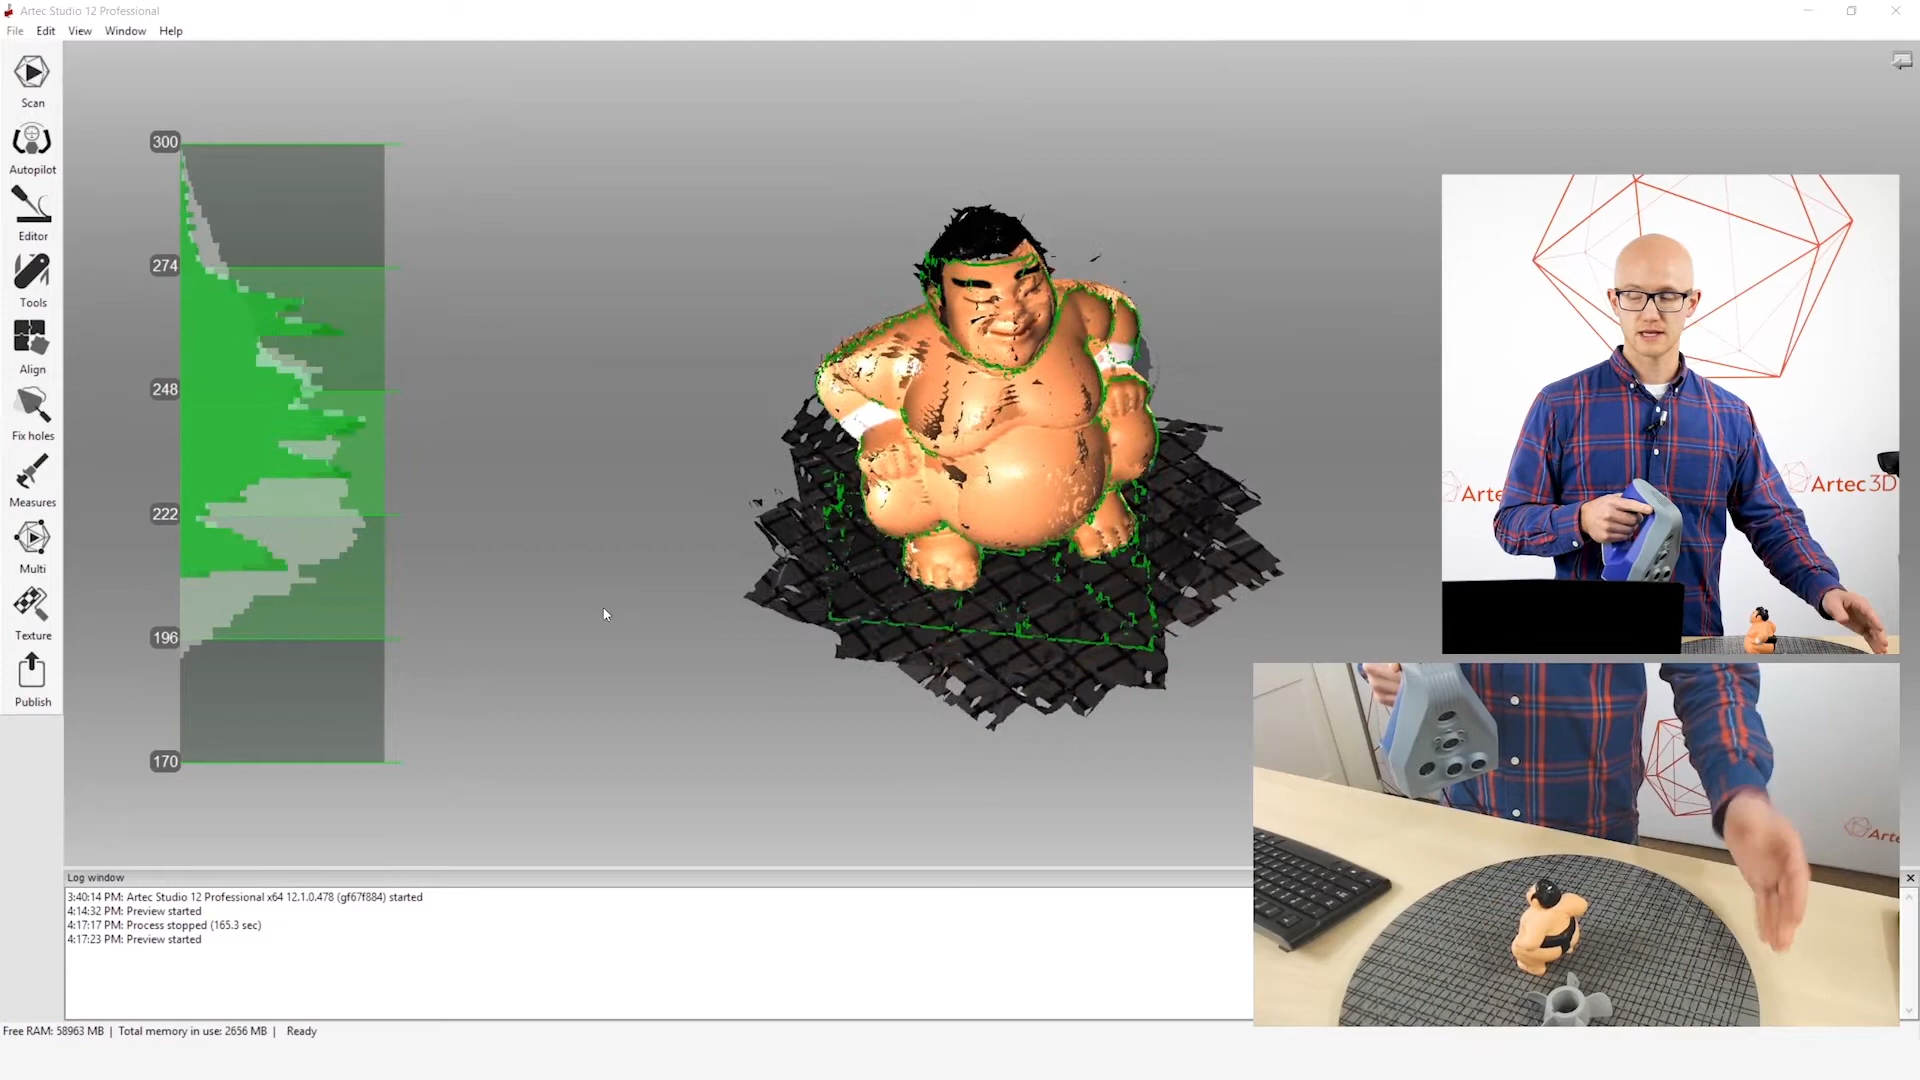 Artec Studio 12 Professional
File Edit View Window Help
Scan
Autopilot
Editor
Tools
Align
Fix holes
Measures
Multi
Texture
Publish
300
274
248
222
196
170
Arte
Artec 3D
Arte
Log window
3:40:14 PM: Artec Studio 12 Professional x64 12.1.0.478 (gf67f884) started
4:14:32 PM: Preview started
4:17:17 PM: Process stopped (165.3 sec)
4:17:23 PM: Preview started
Free RAM: 58963 MB | Total memory in use: 2656 MB | Ready